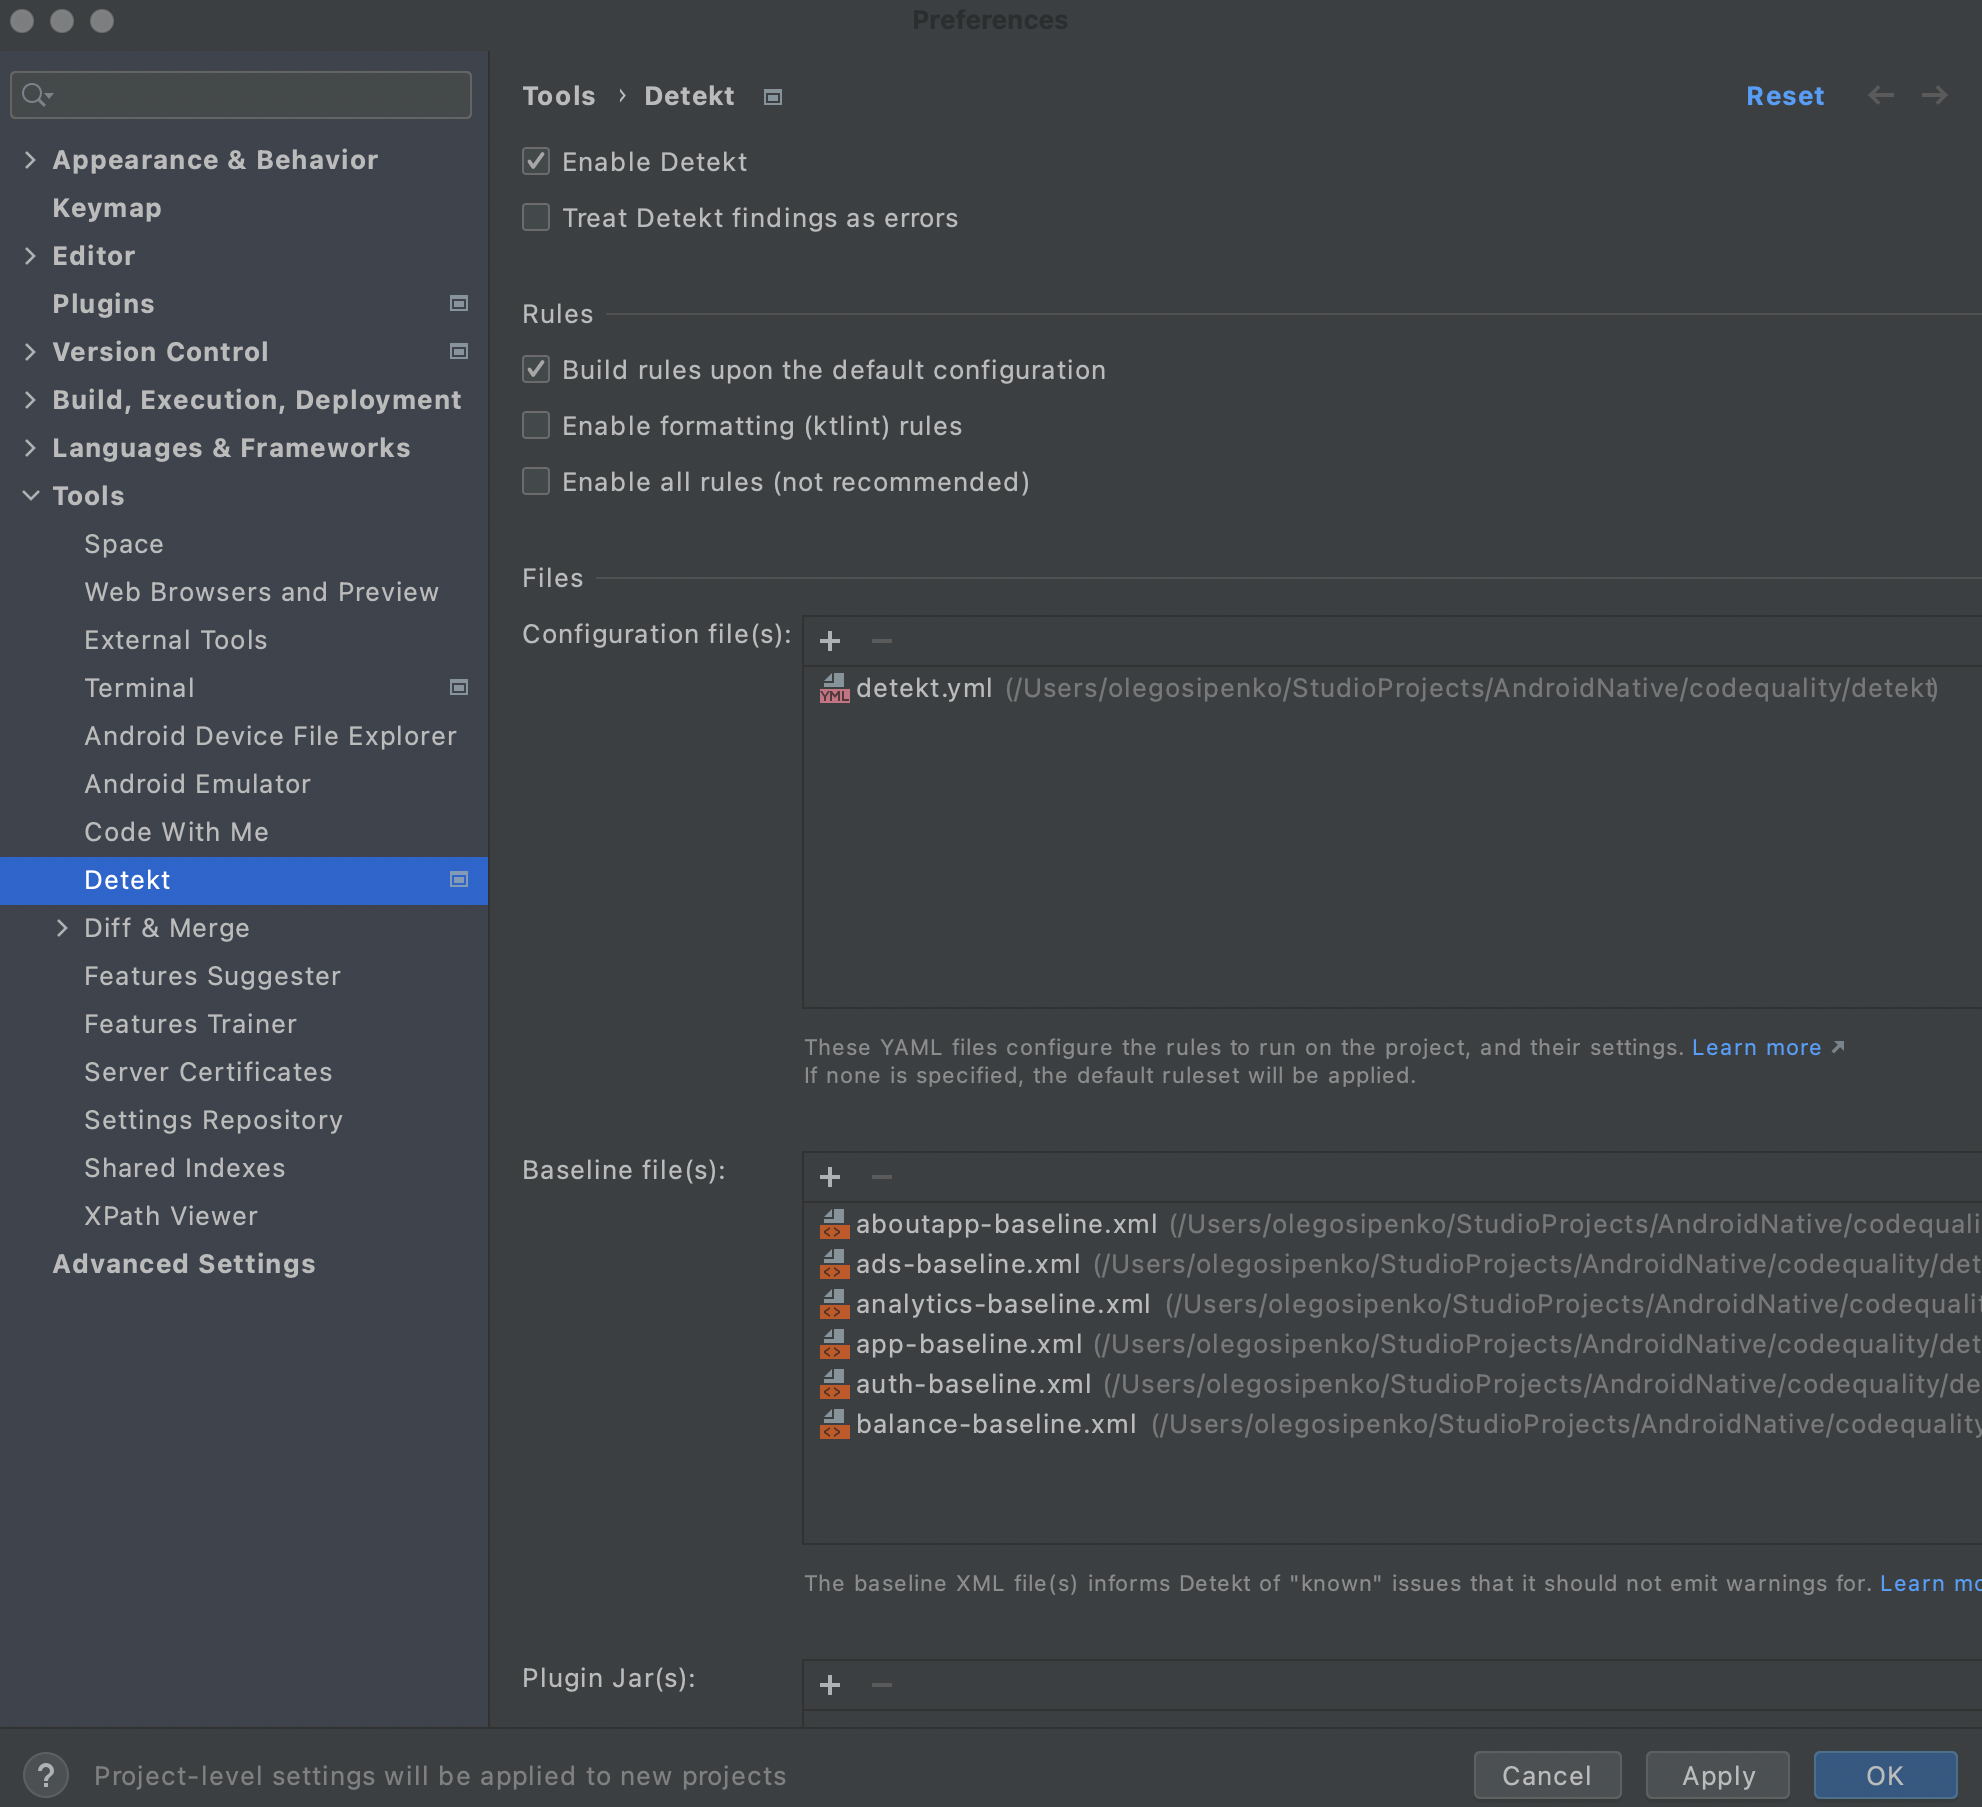 Preferences
Appearance & Behavior
Keymap
Editor
Plugins
Version Control
Build, Execution, Deployment
Languages & Frameworks
Tools
Space
Web Browsers and Preview
External Tools
Terminal
Android Device File Explorer
Android Emulator
Code With Me
Detekt
Diff & Merge
Features Suggester
Features Trainer
Server Certificates
Settings Repository
Shared Indexes
XPath Viewer
Advanced Settings
Tools › Detekt
Reset
Enable Detekt
Treat Detekt findings as errors
Rules
Build rules upon the default configuration
Enable formatting (ktlint) rules
Enable all rules (not recommended)
Files
Configuration file(s):
YML detekt.yml (/Users/olegosipenko/StudioProjects/AndroidNative/codequality/detekt)
These YAML files configure the rules to run on the project, and their settings. Learn more
If none is specified, the default ruleset will be applied.
Baseline file(s):
aboutapp-baseline.xml (/Users/olegosipenko/StudioProjects/AndroidNative/codequali
ads-baseline.xml (/Users/olegosipenko/StudioProjects/AndroidNative/codequality/det
analytics-baseline.xml (/Users/olegosipenko/StudioProjects/AndroidNative/codequalit
app-baseline.xml (/Users/olegosipenko/StudioProjects/AndroidNative/codequality/det
auth-baseline.xml (/Users/olegosipenko/StudioProjects/AndroidNative/codequality/de
balance-baseline.xml (/Users/olegosipenko/StudioProjects/AndroidNative/codequality
The baseline XML file(s) informs Detekt of "known" issues that it should not emit warnings for. Learn mo
Plugin Jar(s):
? Project-level settings will be applied to new projects
Cancel
Apply
OK